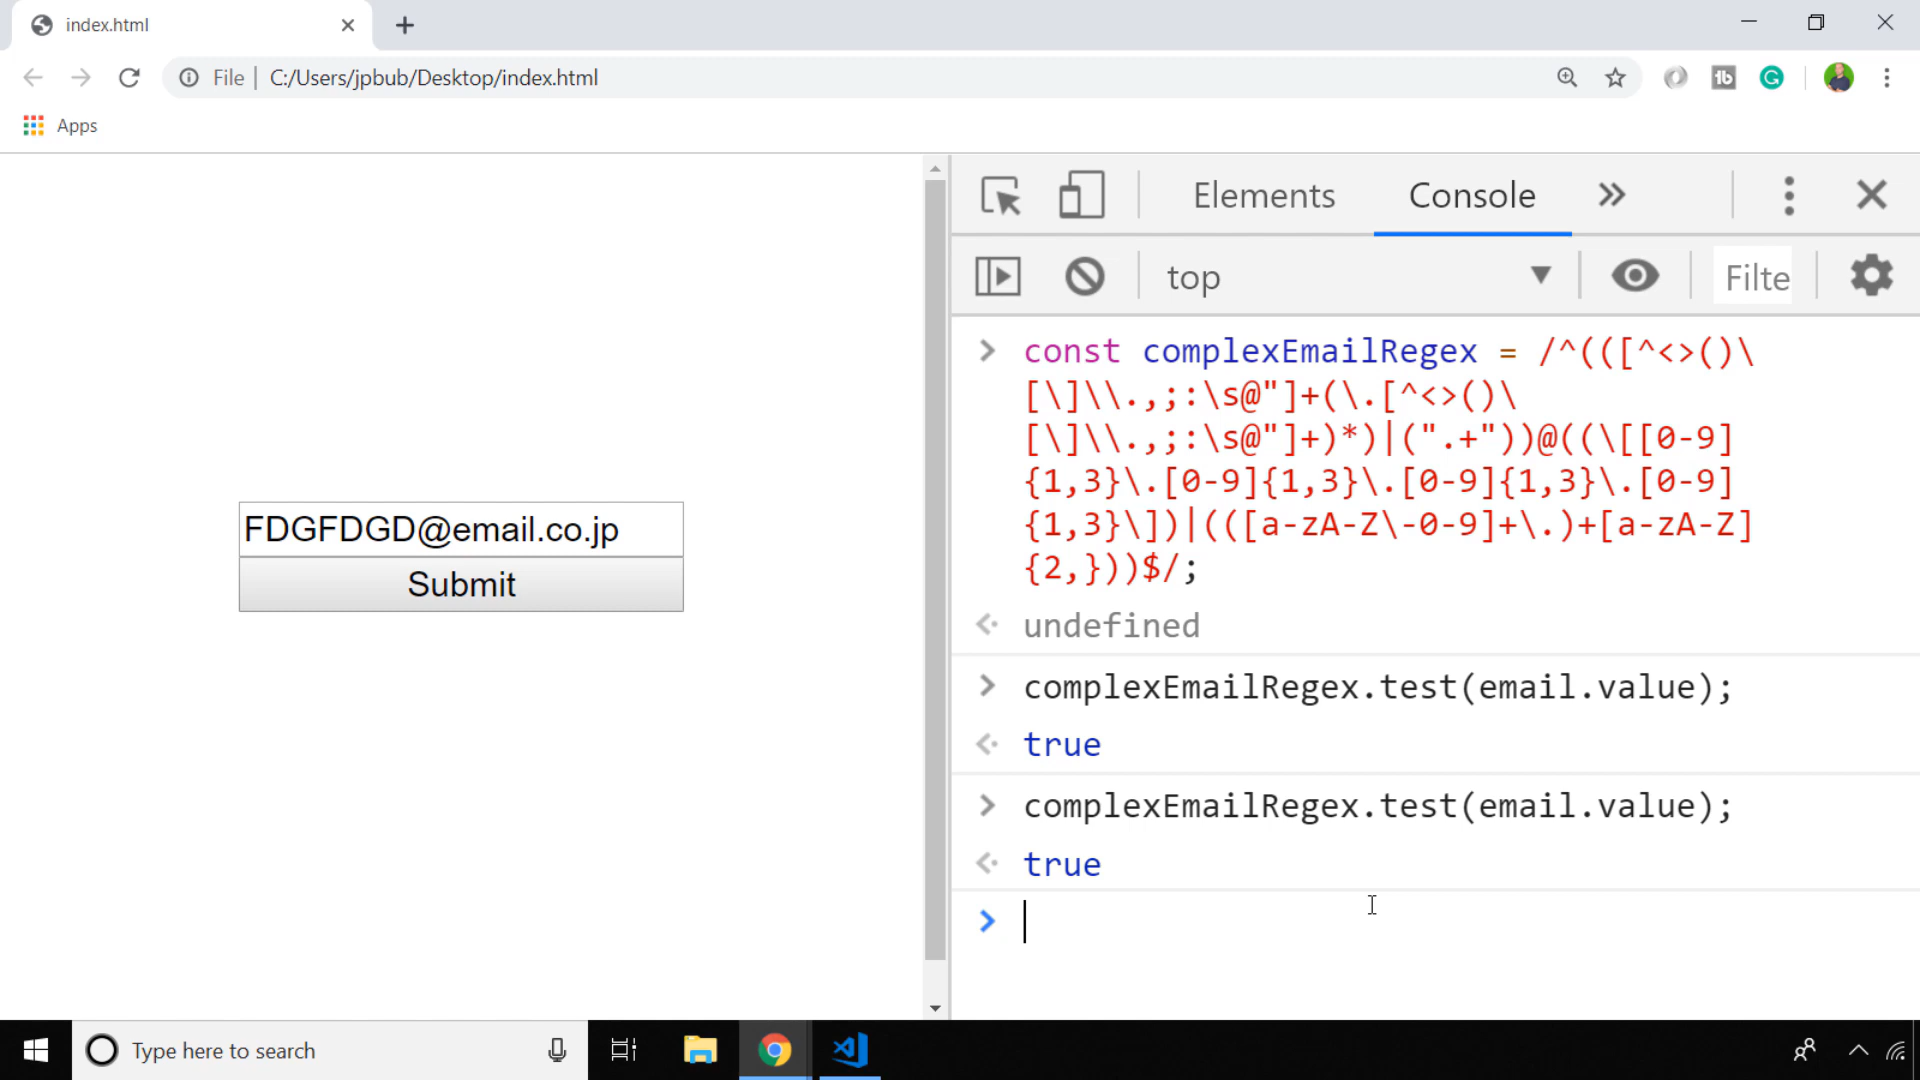 index.html
File | C:/Users/jpbub/Desktop/index.html
Apps
Elements Console
top Filte
> const complexEmailRegex = /^(([^<>()\
[\]\\.,;:\s@"]+(\.[^<>()\
[\]\\.,;:\s@"]+)*)|(".+"))@((\[[0-9]
{1,3}\.[0-9]{1,3}\.[0-9]{1,3}\.[0-9]
{1,3}\])|(([a-zA-Z\-0-9]+\.)+[a-zA-Z]
{2,}))$/;
undefined
> complexEmailRegex.test(email.value);
true
> complexEmailRegex.test(email.value);
true
>
FDGFDGD@email.co.jp
Submit
Type here to search